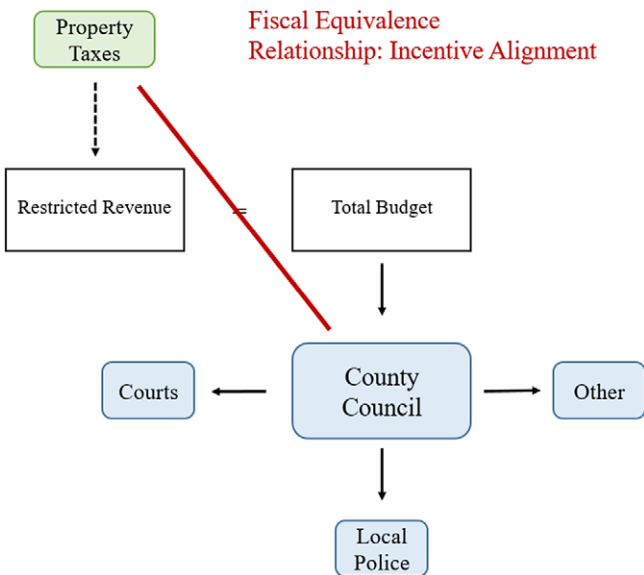 Property
Taxes
Fiscal Equivalence
Relationship: Incentive Alignment
Restricted Revenue
=
Total Budget
Courts
County
Council
Other
Local
Police